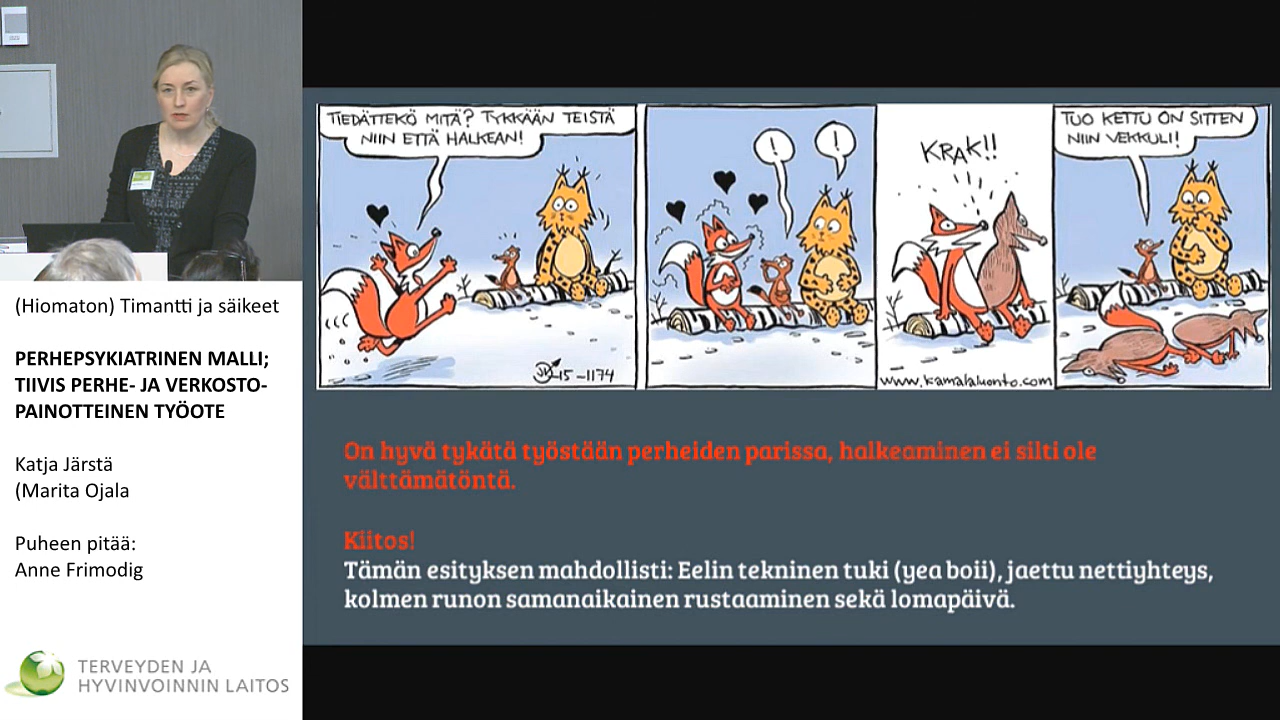 (Hiomaton) Timantti ja säikeet
PERHEPSYKIATRINEN MALLI;
TIIVIS PERHE- JA VERKOSTO-
PAINOTTEINEN TYÖOTE
Katja Järstä
(Marita Ojala
Puheen pitää:
Anne Frimodig
TERVEYDEN JA
HYVINVOINNIN LAITOS
TIEDÄTTEKÖ MITÄ? TYKKÄÄN TEISTÄ
NIIN ETTÄ HALKEAN!
15-1174
!
!
KRAK!!
www.kamalaluonto.com
TUO KETTU ON SITTEN
NIIN VEKKULI!
On hyvä tykätä työstään perheiden parissa, halkeaminen ei silti ole
välttämätöntä.
Kiitos!
Tämän esityksen mahdollisti: Eelin tekninen tuki (yea boii), jaettu nettiyhteys,
kolmen runon samanaikainen rustaaminen sekä lomapäivä.